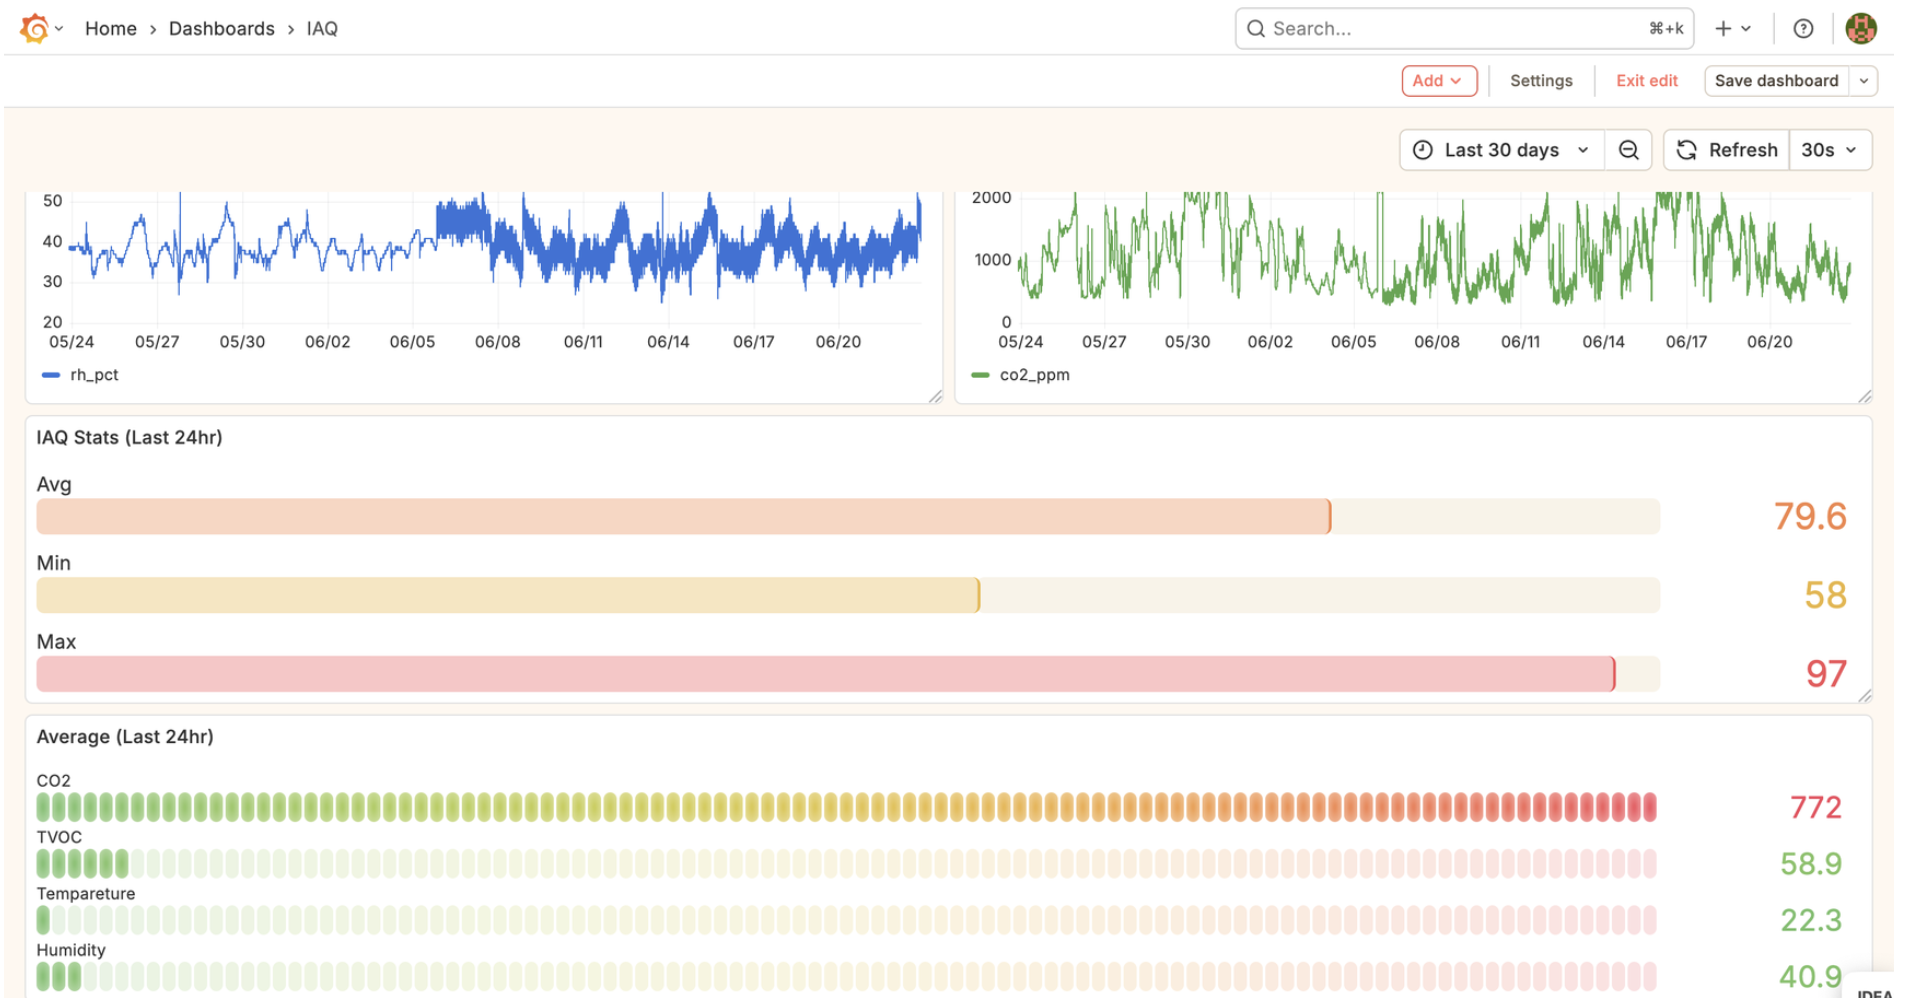 Home › Dashboards › IAQ
Search... ⌘+k
Add Settings Exit edit Save dashboard
Last 30 days Refresh 30s
50
40
30
20
05/24 05/27 05/30 06/02 06/05 06/08 06/11 06/14 06/17 06/20
rh_pct
2000
1000
0
05/24 05/27 05/30 06/02 06/05 06/08 06/11 06/14 06/17 06/20
co2_ppm
IAQ Stats (Last 24hr)
Avg
79.6
Min
58
Max
97
Average (Last 24hr)
CO2
772
TVOC
58.9
Tempareture
22.3
Humidity
40.9